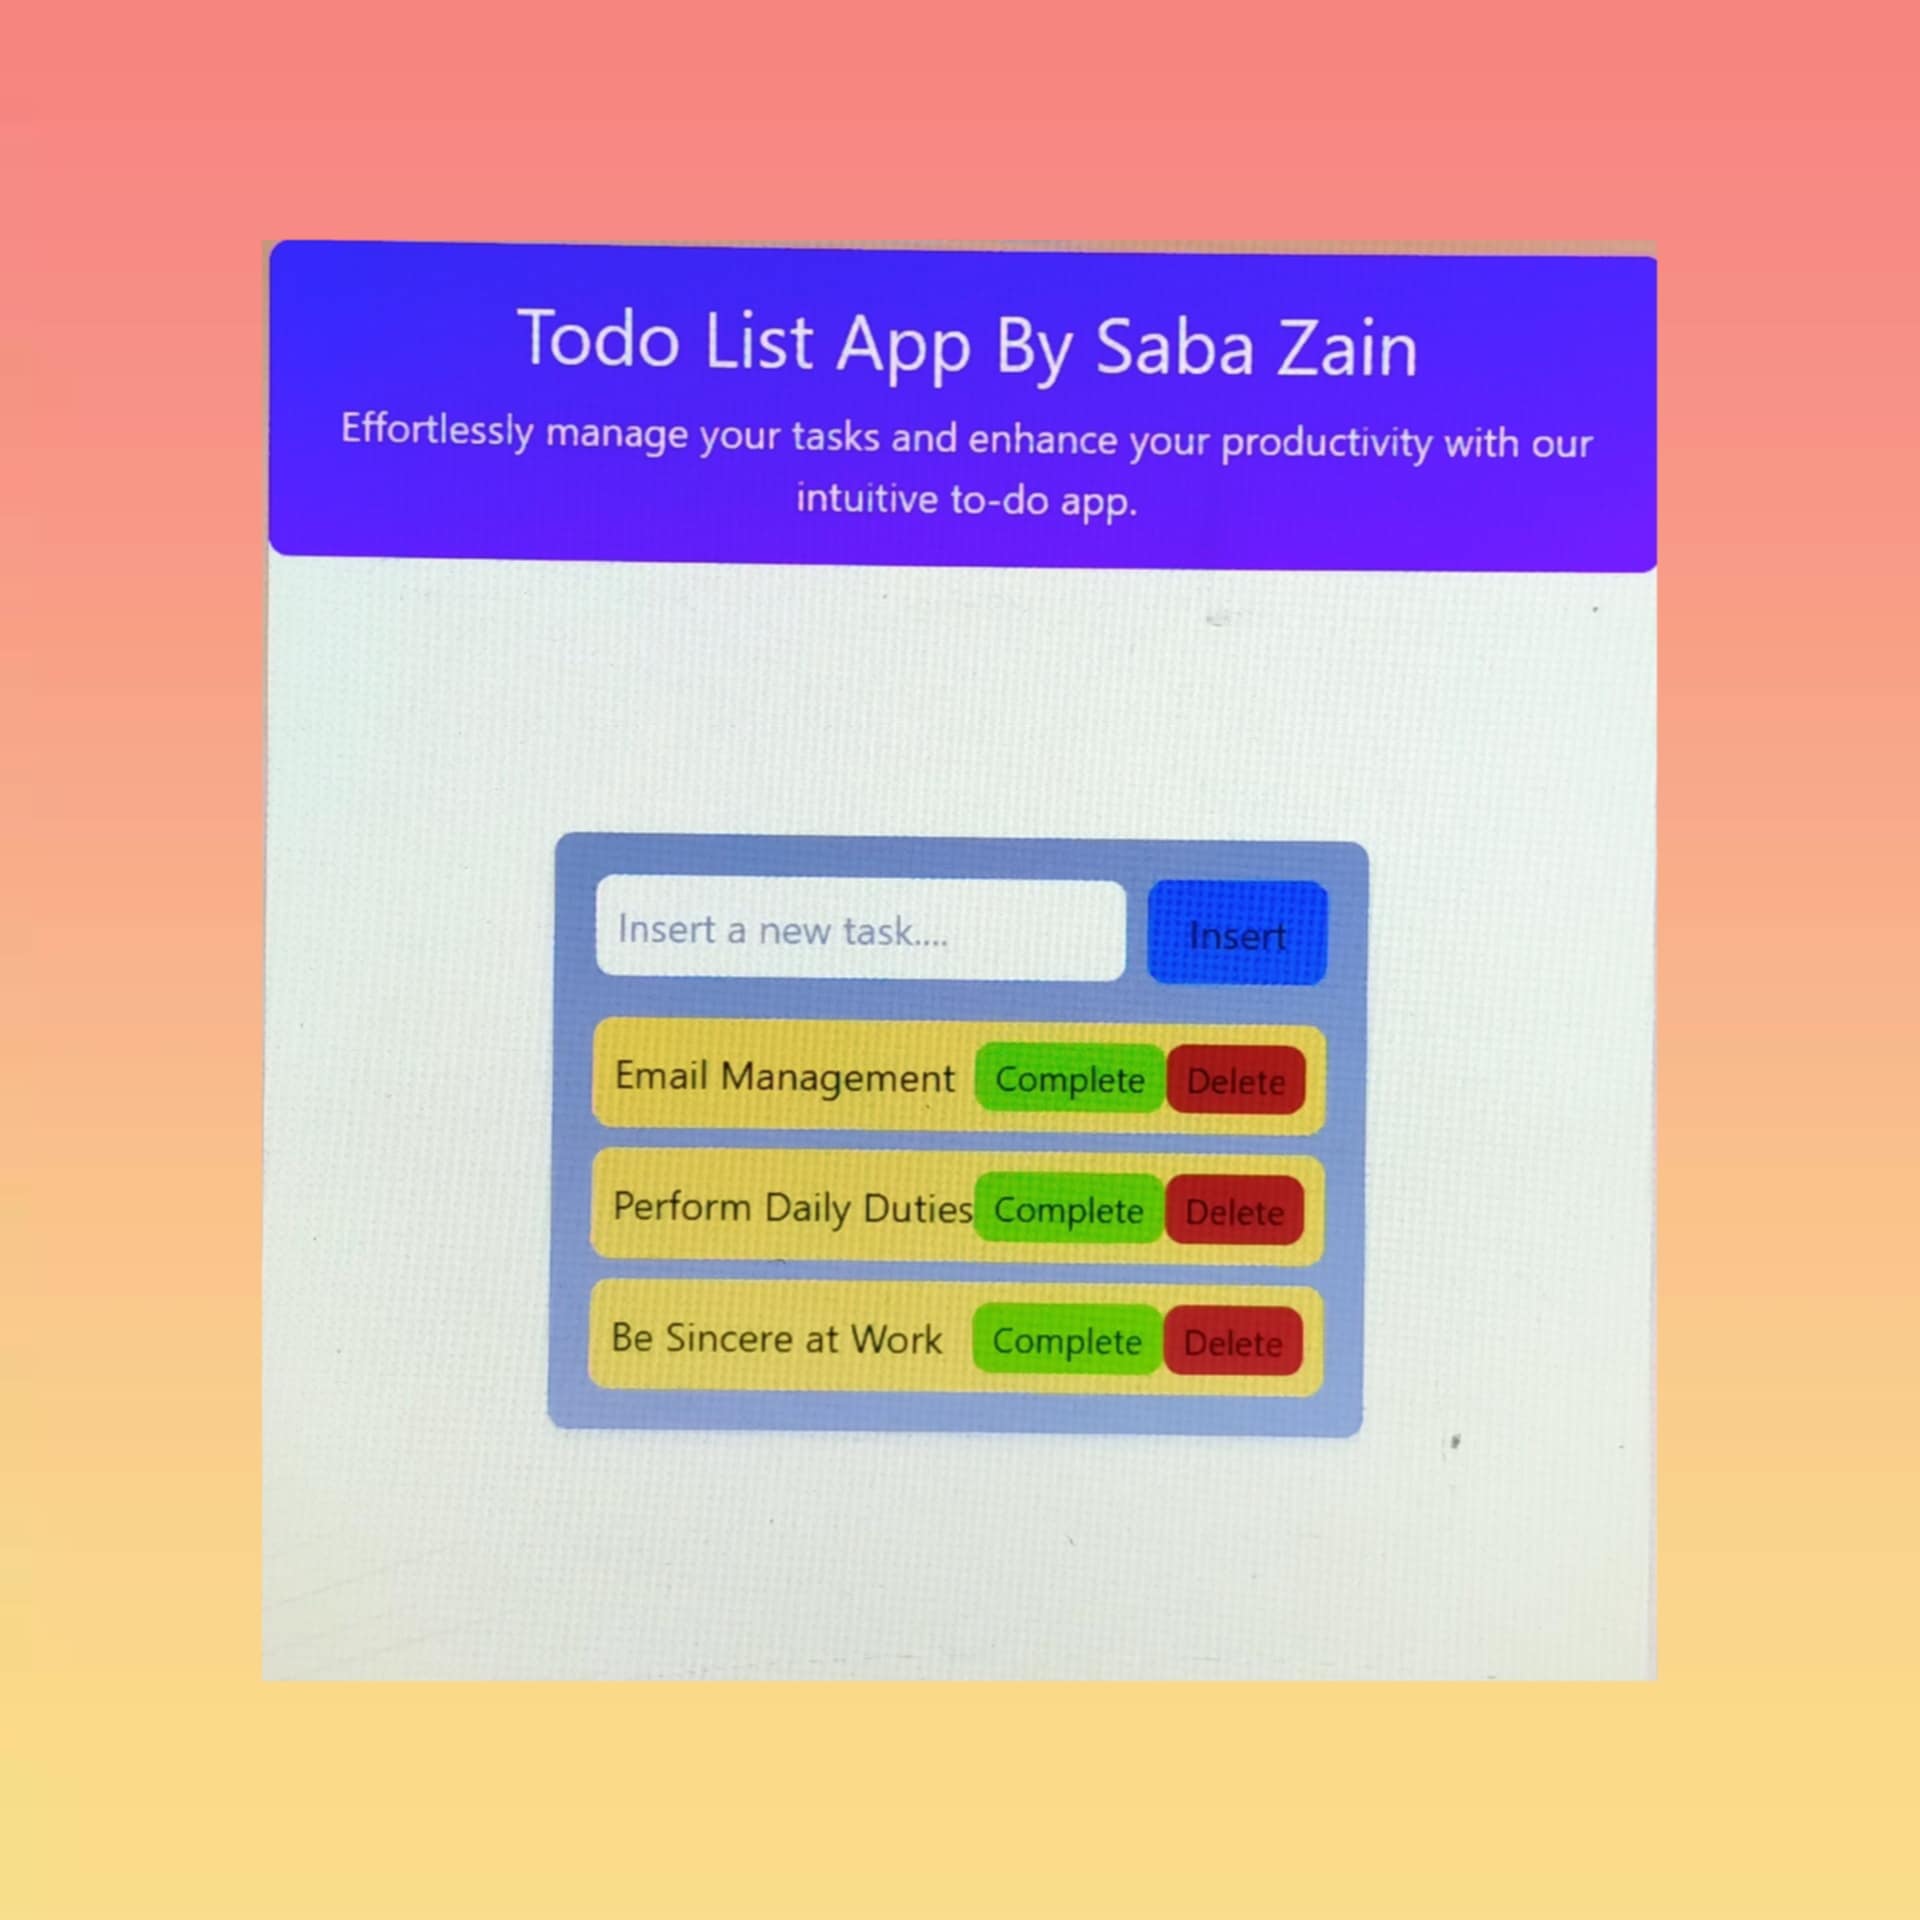 Todo List App By Saba Zain
Effortlessly manage your tasks and enhance your productivity with our
intuitive to-do app.
Insert a new task....
Insert
Email Management Complete Delete
Perform Daily Duties Complete Delete
Be Sincere at Work Complete Delete